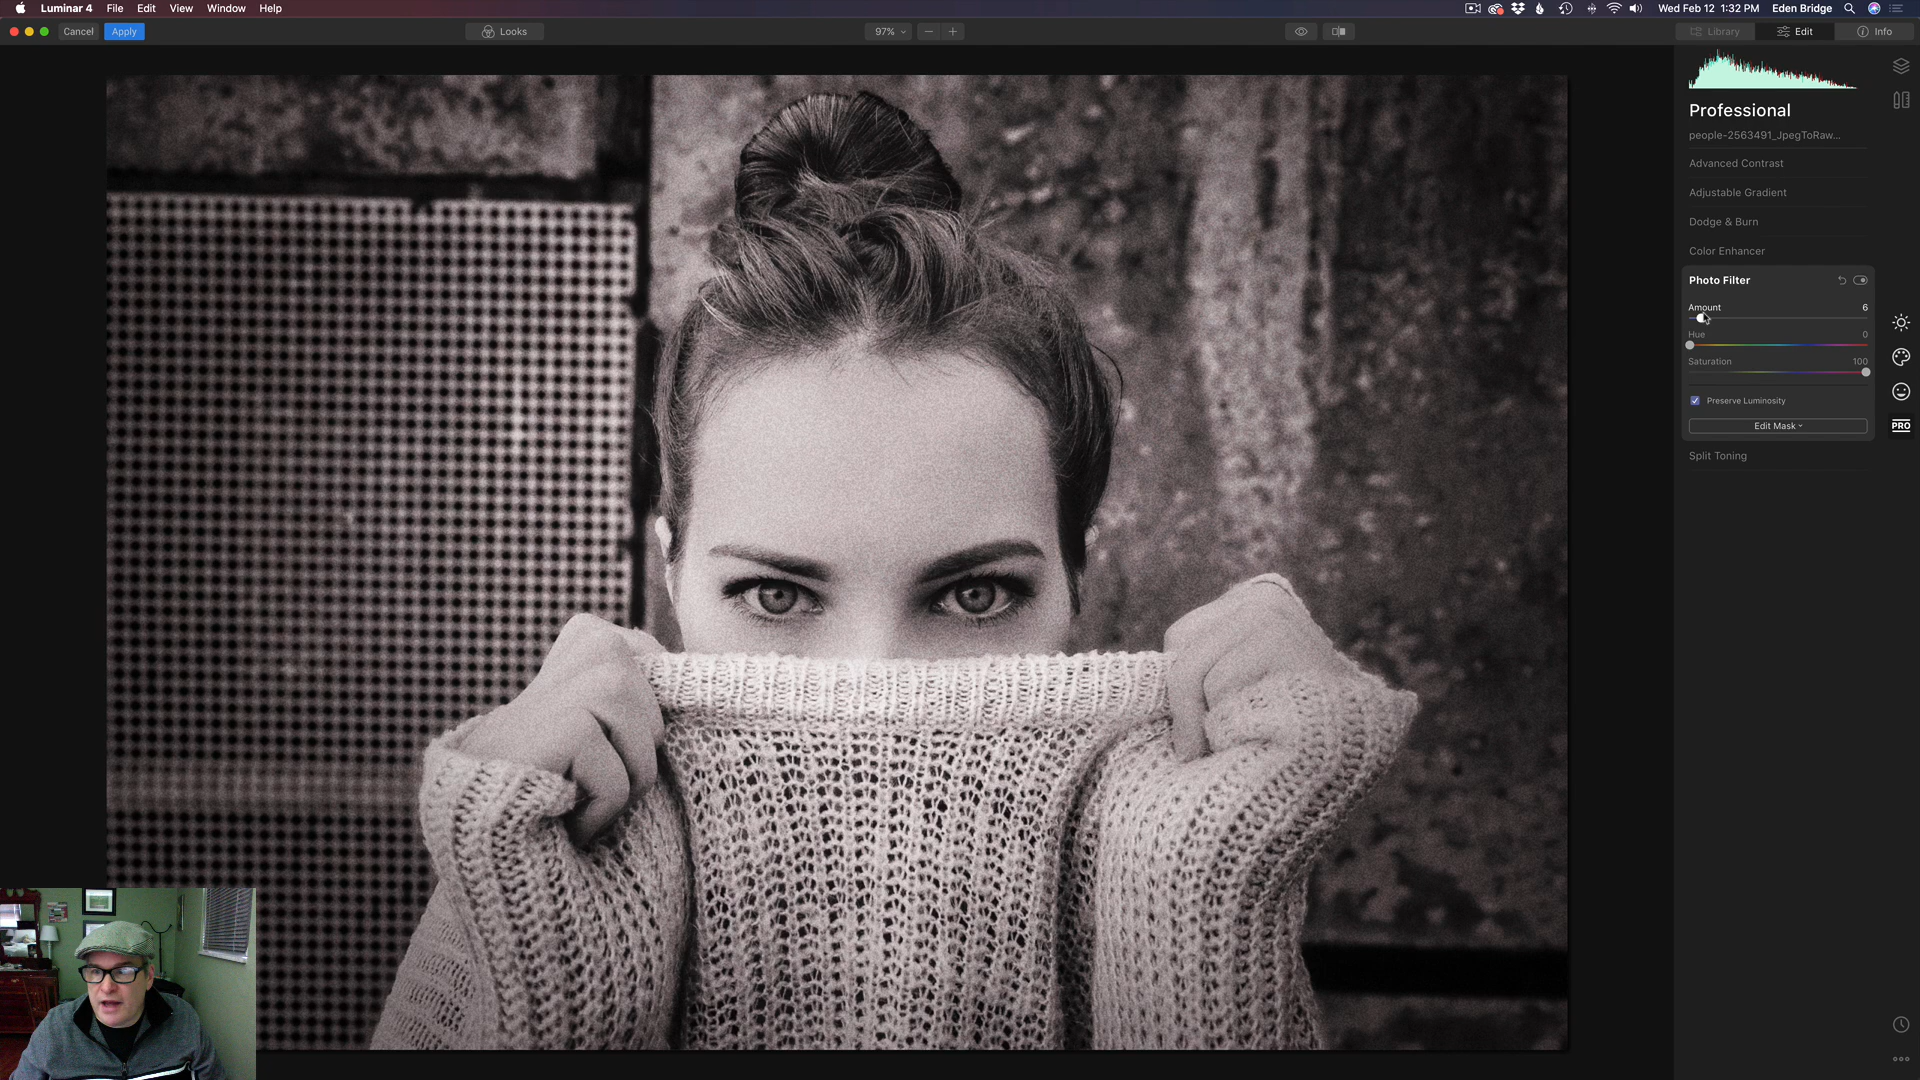 Luminar 4 File Edit View Window Help Wed Feb 12 1:32 PM Eden Bridge
Cancel Apply Looks 97% Library Edit Info
Professional
people-2563491_JpegToRaw...
Advanced Contrast
Adjustable Gradient
Dodge & Burn
Color Enhancer
Photo Filter
Amount 6
Hue 0
Saturation 100
Preserve Luminosity
Edit Mask
PRO
Split Toning